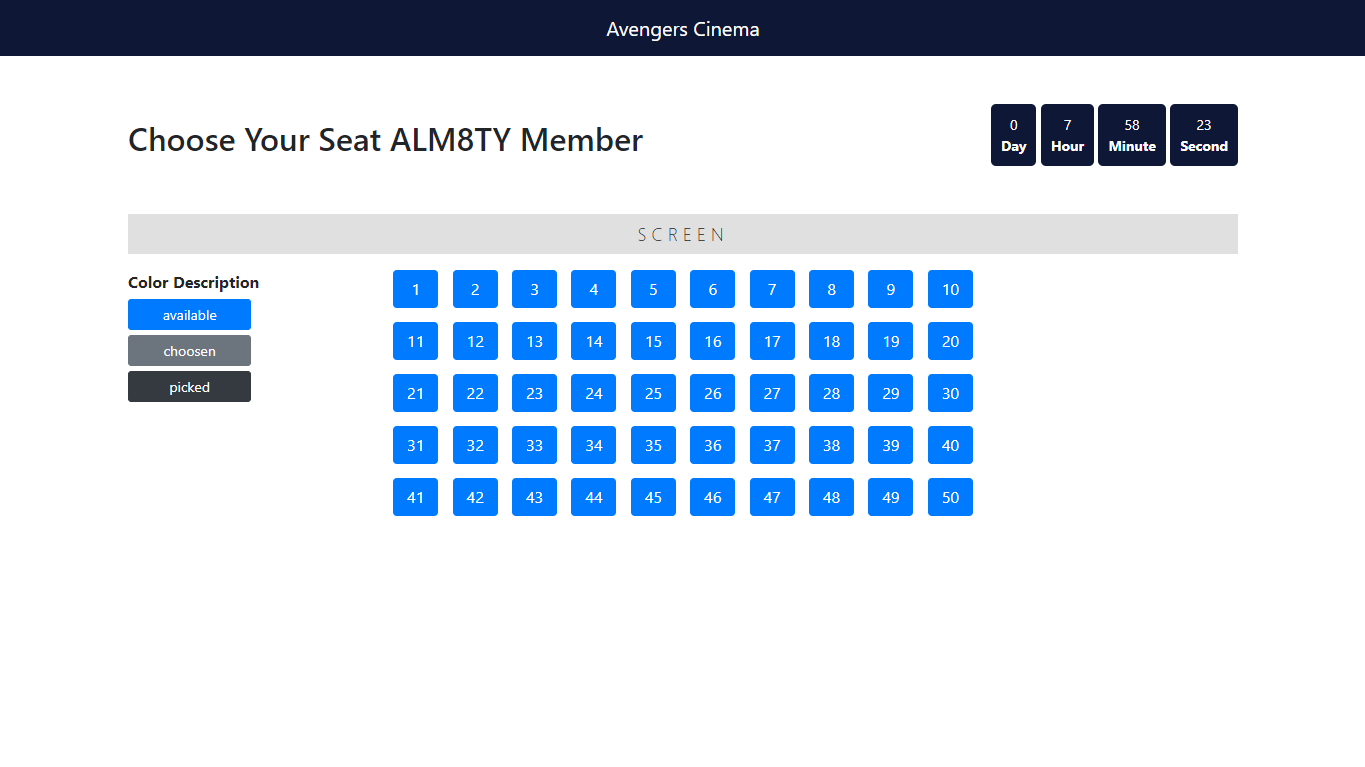 Avengers Cinema
Choose Your Seat ALM8TY Member
0 7 58 23
Day Hour Minute Second
SCREEN
Color Description
available
choosen
picked
1 2 3 4 5 6 7 8 9 10
11 12 13 14 15 16 17 18 19 20
21 22 23 24 25 26 27 28 29 30
31 32 33 34 35 36 37 38 39 40
41 42 43 44 45 46 47 48 49 50